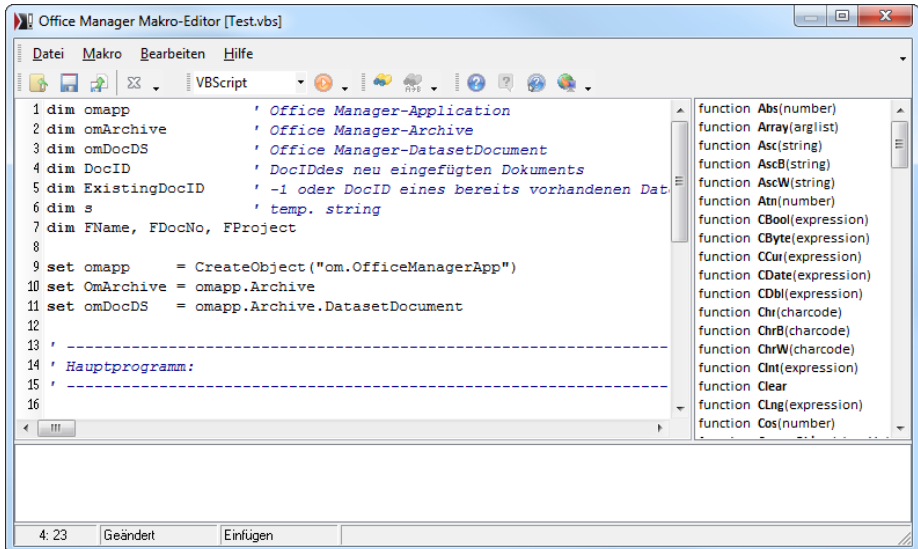 Office Manager Makro-Editor [Test.vbs]
Datei Makro Bearbeiten Hilfe
VBScript
1 dim omapp ' Office Manager-Application
2 dim omArchive ' Office Manager-Archive
3 dim omDocDS ' Office Manager-DatasetDocument
4 dim DocID ' DocIDdes neu eingefügten Dokuments
5 dim ExistingDocID ' -1 oder DocID eines bereits vorhandenen Dat
6 dim s ' temp. string
7 dim FName, FDocNo, FProject
8
9 set omapp = CreateObject("om.OfficeManagerApp")
10 set OmArchive = omapp.Archive
11 set omDocDS = omapp.Archive.DatasetDocument
12
13 ' -------------------------------------------------------------------
14 ' Hauptprogramm:
15 ' -------------------------------------------------------------------
16
function Abs(number)
function Array(arglist)
function Asc(string)
function AscB(string)
function AscW(string)
function Atn(number)
function CBool(expression)
function CByte(expression)
function CCur(expression)
function CDate(expression)
function CDbl(expression)
function Chr(charcode)
function ChrB(charcode)
function ChrW(charcode)
function CInt(expression)
function Clear
function CLng(expression)
function Cos(number)
4: 23 Geändert Einfügen